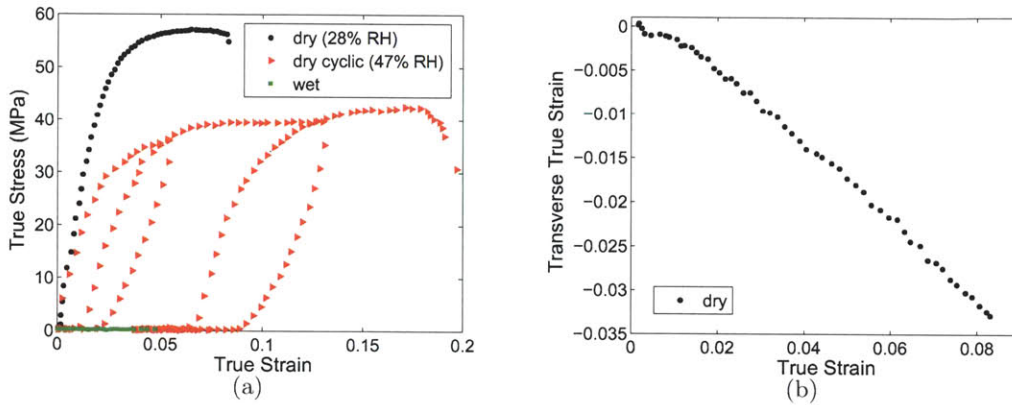 (a)
True Stress (MPa)
60
50
40
30
20
10
0
dry (28% RH)
dry cyclic (47% RH)
wet
0
0.05
0.1
0.15
0.2
True Strain
(b)
Transverse True Strain
0
−0.005
−0.01
−0.015
−0.02
−0.025
−0.03
−0.035
dry
0
0.02
0.04
0.06
0.08
True Strain